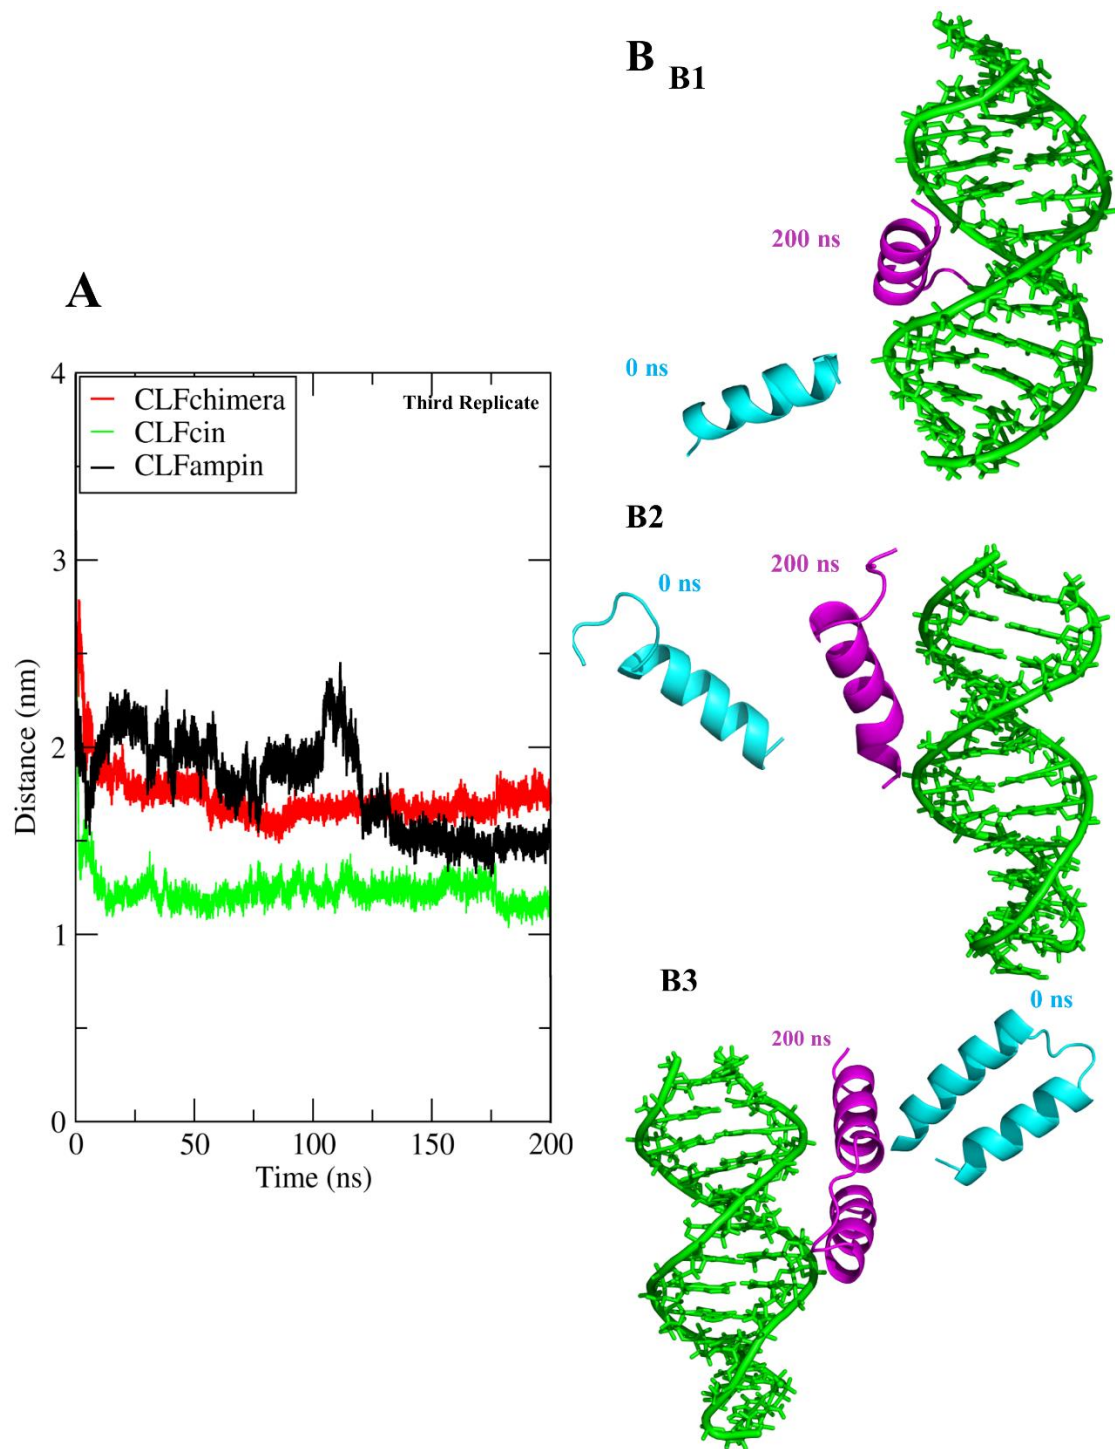 A
4
CLFchimera
CLFcin
CLFampin
Third Replicate
3
2
1
0
Distance (nm)
0
50
100
150
200
Time (ns)
B
B1
200 ns
0 ns
B2
0 ns
200 ns
B3
0 ns
200 ns